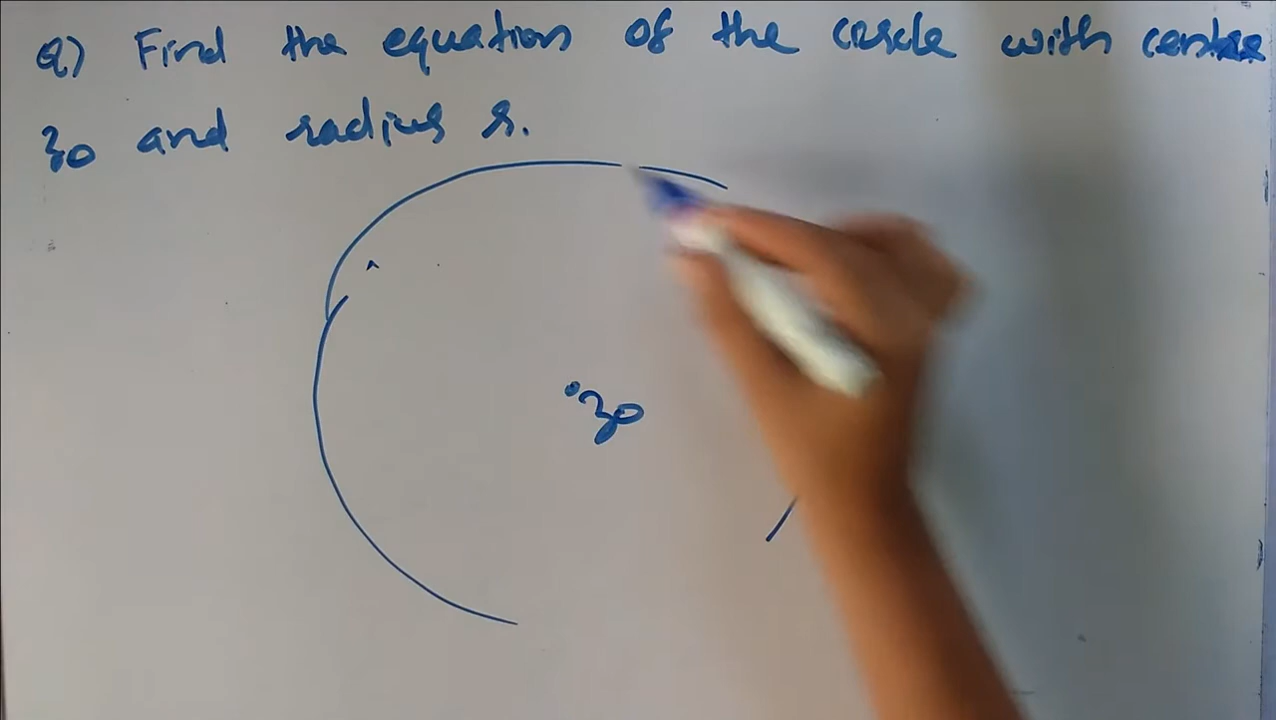 Q) Find the equation of the circle with centre
z0 and radius r.
z0